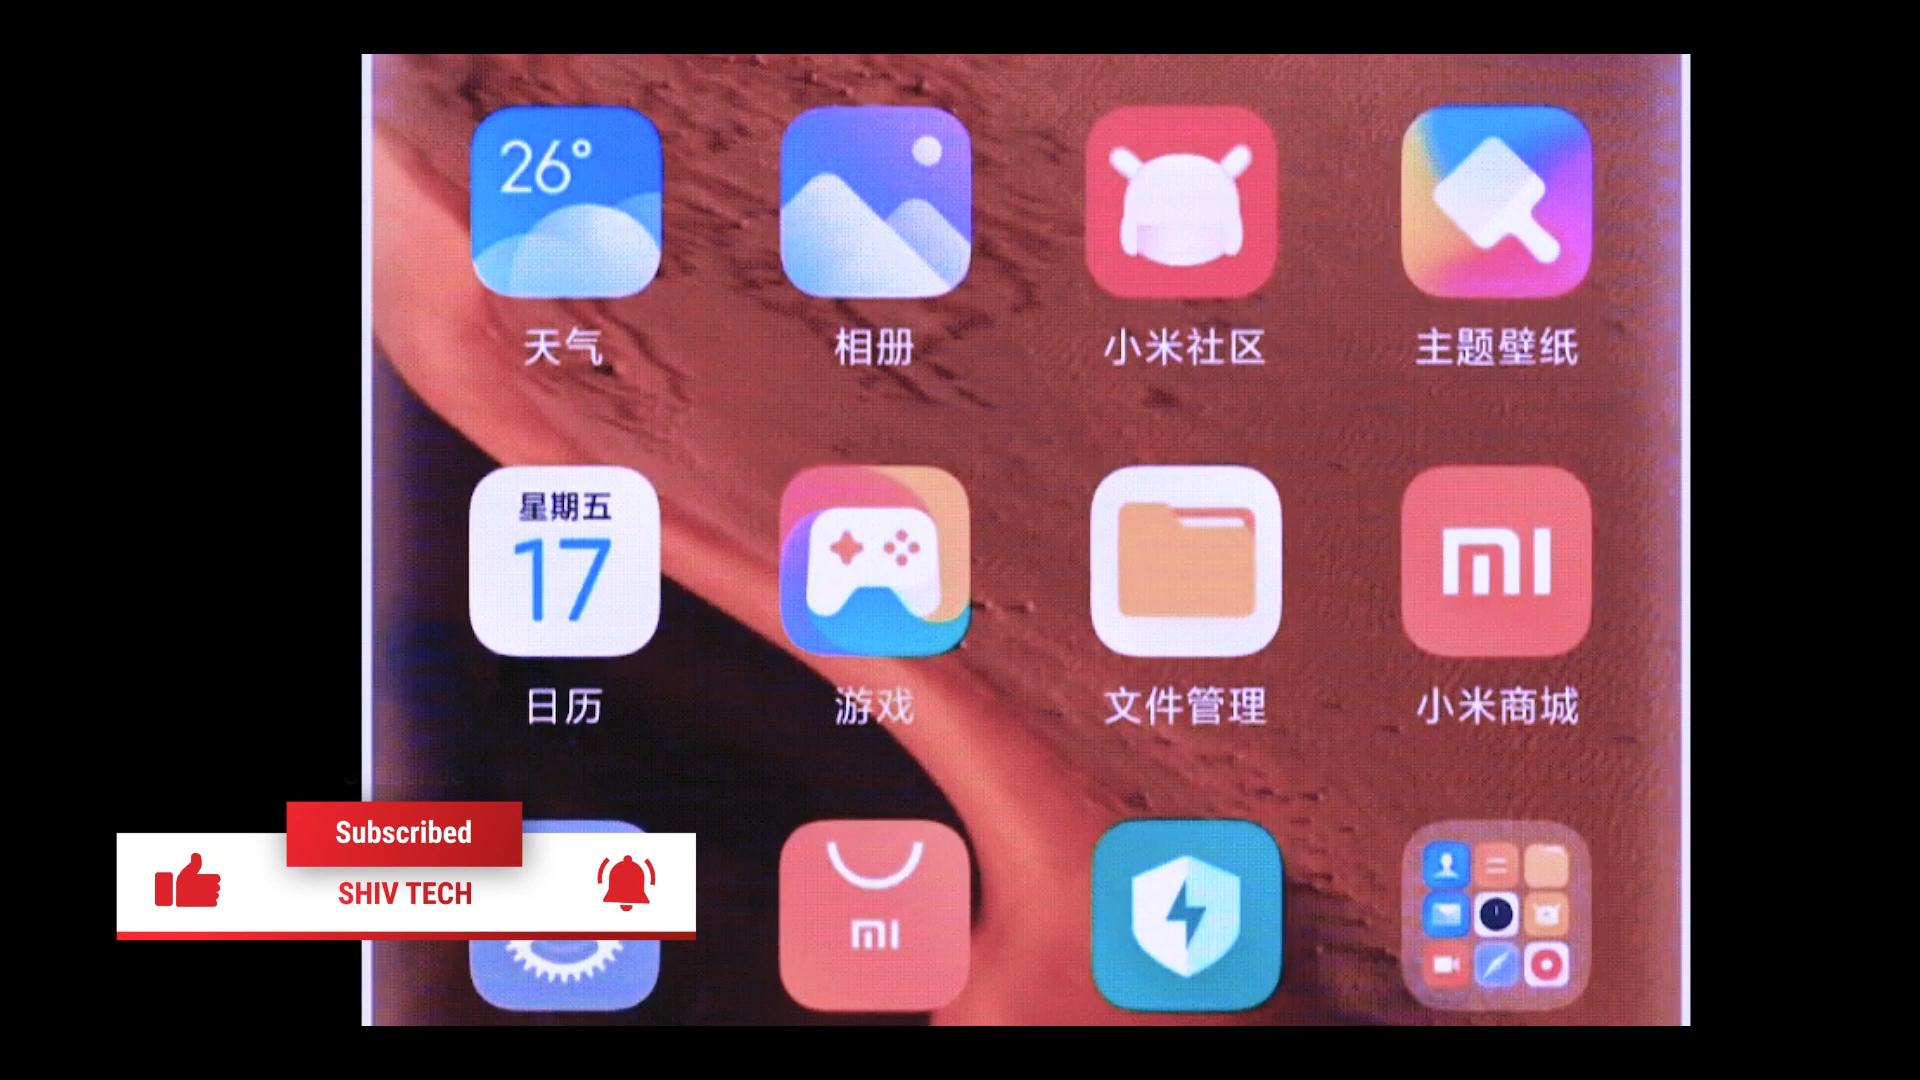 26°
天气
相册
小米社区
主题壁纸
星期五
17
日历
游戏
文件管理
小米商城
mi
mi
Subscribed
SHIV TECH